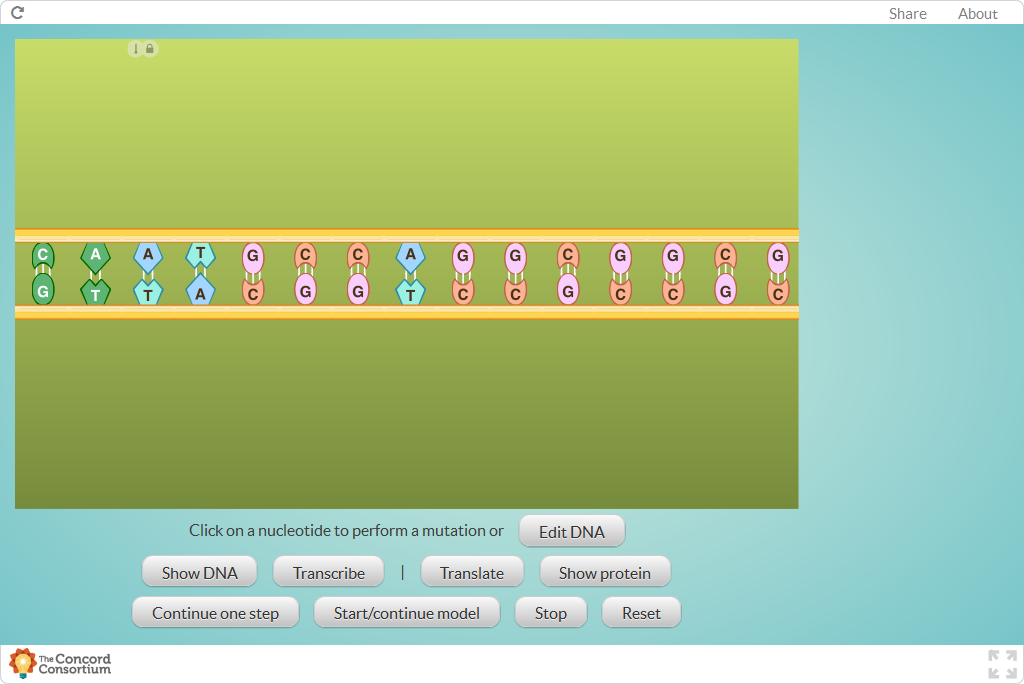 Share About
C A A T G C C A G G C G G C G
G T T A C G G T C C G C C G C
Click on a nucleotide to perform a mutation or Edit DNA
Show DNA Transcribe | Translate Show protein
Continue one step Start/continue model Stop Reset
The Concord
Consortium